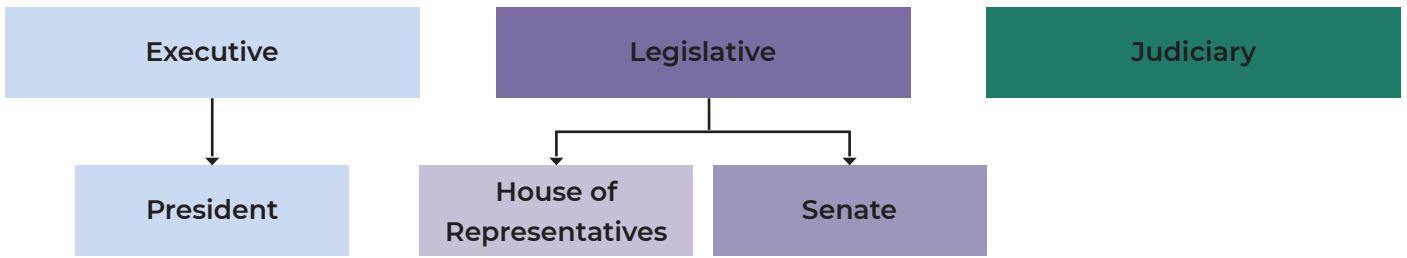 Executive
Legislative
Judiciary
President
House of
Representatives
Senate